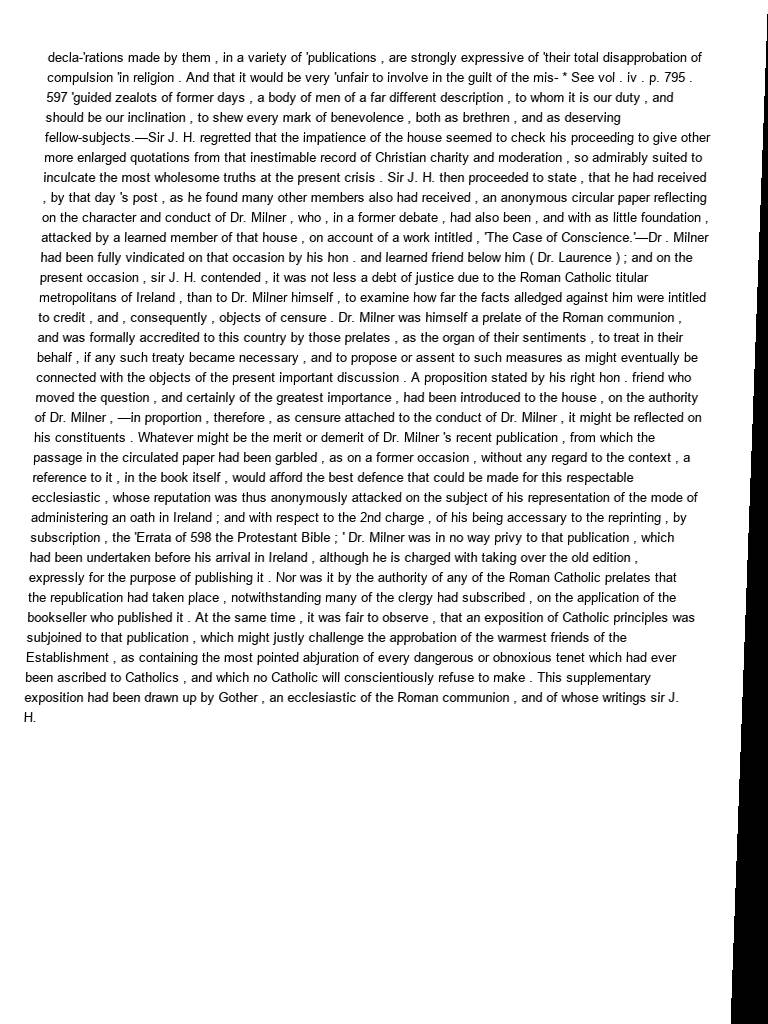 decla-'rations made by them , in a variety of 'publications , are strongly expressive of 'their total disapprobation of
compulsion 'in religion . And that it would be very 'unfair to involve in the guilt of the mis- * See vol . iv . p. 795 .
597 'guided zealots of former days , a body of men of a far different description , to whom it is our duty , and
should be our inclination , to shew every mark of benevolence , both as brethren , and as deserving
fellow-subjects.—Sir J. H. regretted that the impatience of the house seemed to check his proceeding to give other
more enlarged quotations from that inestimable record of Christian charity and moderation , so admirably suited to
inculcate the most wholesome truths at the present crisis . Sir J. H. then proceeded to state , that he had received
, by that day 's post , as he found many other members also had received , an anonymous circular paper reflecting
on the character and conduct of Dr. Milner , who , in a former debate , had also been , and with as little foundation ,
attacked by a learned member of that house , on account of a work intitled , 'The Case of Conscience.'—Dr . Milner
had been fully vindicated on that occasion by his hon . and learned friend below him ( Dr. Laurence ) ; and on the
present occasion , sir J. H. contended , it was not less a debt of justice due to the Roman Catholic titular
metropolitans of Ireland , than to Dr. Milner himself , to examine how far the facts alledged against him were intitled
to credit , and , consequently , objects of censure . Dr. Milner was himself a prelate of the Roman communion ,
and was formally accredited to this country by those prelates , as the organ of their sentiments , to treat in their
behalf , if any such treaty became necessary , and to propose or assent to such measures as might eventually be
connected with the objects of the present important discussion . A proposition stated by his right hon . friend who
moved the question , and certainly of the greatest importance , had been introduced to the house , on the authority
of Dr. Milner , —in proportion , therefore , as censure attached to the conduct of Dr. Milner , it might be reflected on
his constituents . Whatever might be the merit or demerit of Dr. Milner 's recent publication , from which the
passage in the circulated paper had been garbled , as on a former occasion , without any regard to the context , a
reference to it , in the book itself , would afford the best defence that could be made for this respectable
ecclesiastic , whose reputation was thus anonymously attacked on the subject of his representation of the mode of
administering an oath in Ireland ; and with respect to the 2nd charge , of his being accessary to the reprinting , by
subscription , the 'Errata of 598 the Protestant Bible ; ' Dr. Milner was in no way privy to that publication , which
had been undertaken before his arrival in Ireland , although he is charged with taking over the old edition ,
expressly for the purpose of publishing it . Nor was it by the authority of any of the Roman Catholic prelates that
the republication had taken place , notwithstanding many of the clergy had subscribed , on the application of the
bookseller who published it . At the same time , it was fair to observe , that an exposition of Catholic principles was
subjoined to that publication , which might justly challenge the approbation of the warmest friends of the
Establishment , as containing the most pointed abjuration of every dangerous or obnoxious tenet which had ever
been ascribed to Catholics , and which no Catholic will conscientiously refuse to make . This supplementary
exposition had been drawn up by Gother , an ecclesiastic of the Roman communion , and of whose writings sir J.
H.